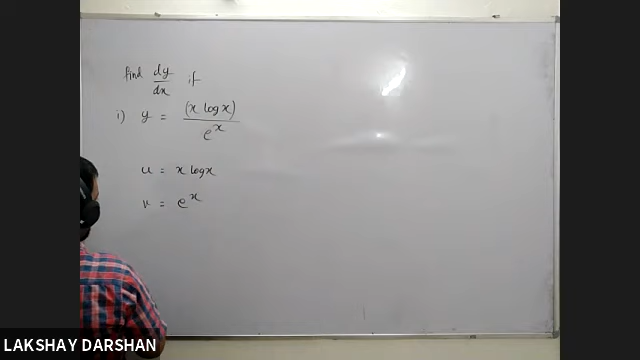 find dy/dx if
i) y = (x log x) / e^x
u = x log x
v = e^x
LAKSHAY DARSHAN